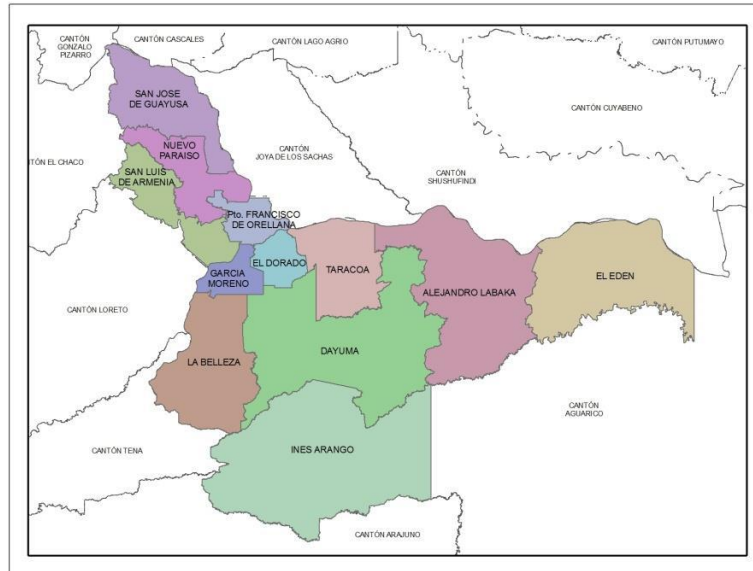 CANTÓN
GONZALO
PIZARRO
CANTÓN CASCALES
CANTÓN LAGO AGRIO
CANTÓN PUTUMAYO
SAN JOSE
DE GUAYUSA
CANTÓN CUYABENO
NUEVO
PARAISO
CANTÓN
JOYA DE LOS SACHAS
TÓN EL CHACO
SAN LUIS
DE ARMENIA
CANTÓN
SHUSHUFINDI
Pto. FRANCISCO
DE ORELLANA
EL DORADO
TARACOA
GARCIA
MORENO
ALEJANDRO LABAKA
EL EDEN
CANTÓN LORETO
DAYUMA
LA BELLEZA
CANTÓN
AGUARICO
CANTÓN TENA
INES ARANGO
CANTÓN ARAJUNO